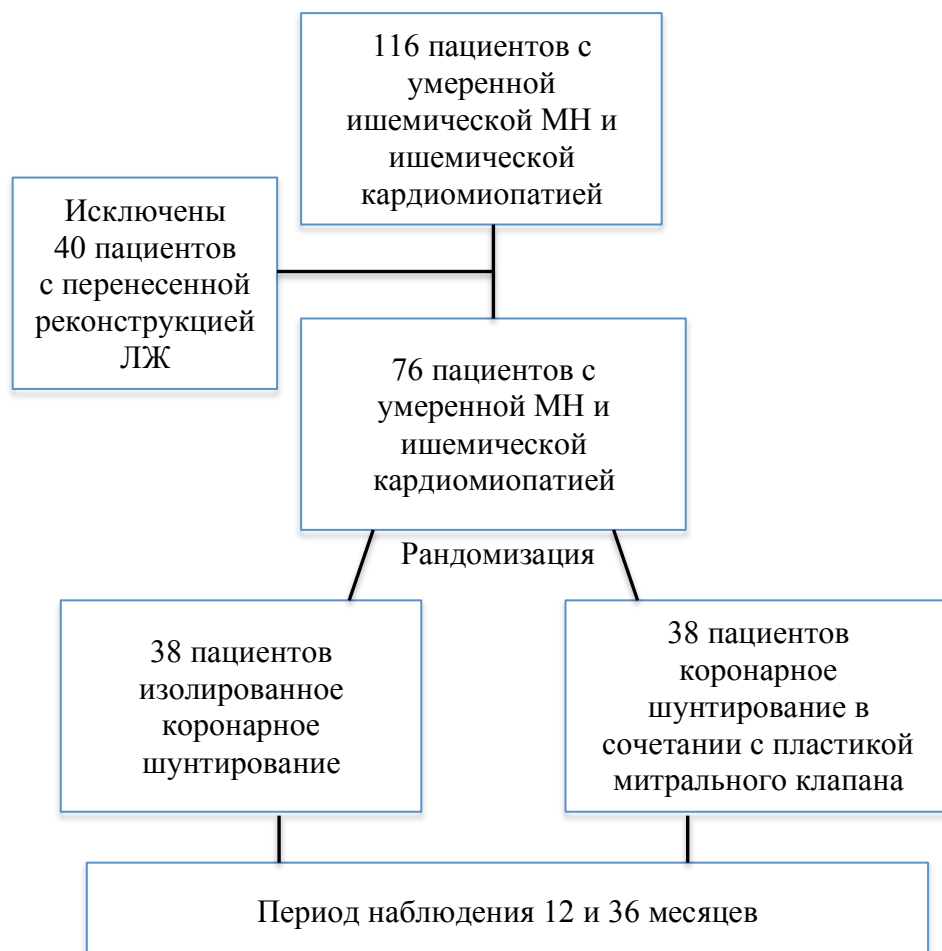 116 пациентов с
умеренной
ишемической МН и
ишемической
кардиомиопатией
Исключены
40 пациентов
с перенесенной
реконструкцией
ЛЖ
76 пациентов с
умеренной МН и
ишемической
кардиомиопатией
Рандомизация
38 пациентов
изолированное
коронарное
шунтирование
38 пациентов
коронарное
шунтирование в
сочетании с пластикой
митрального клапана
Период наблюдения 12 и 36 месяцев